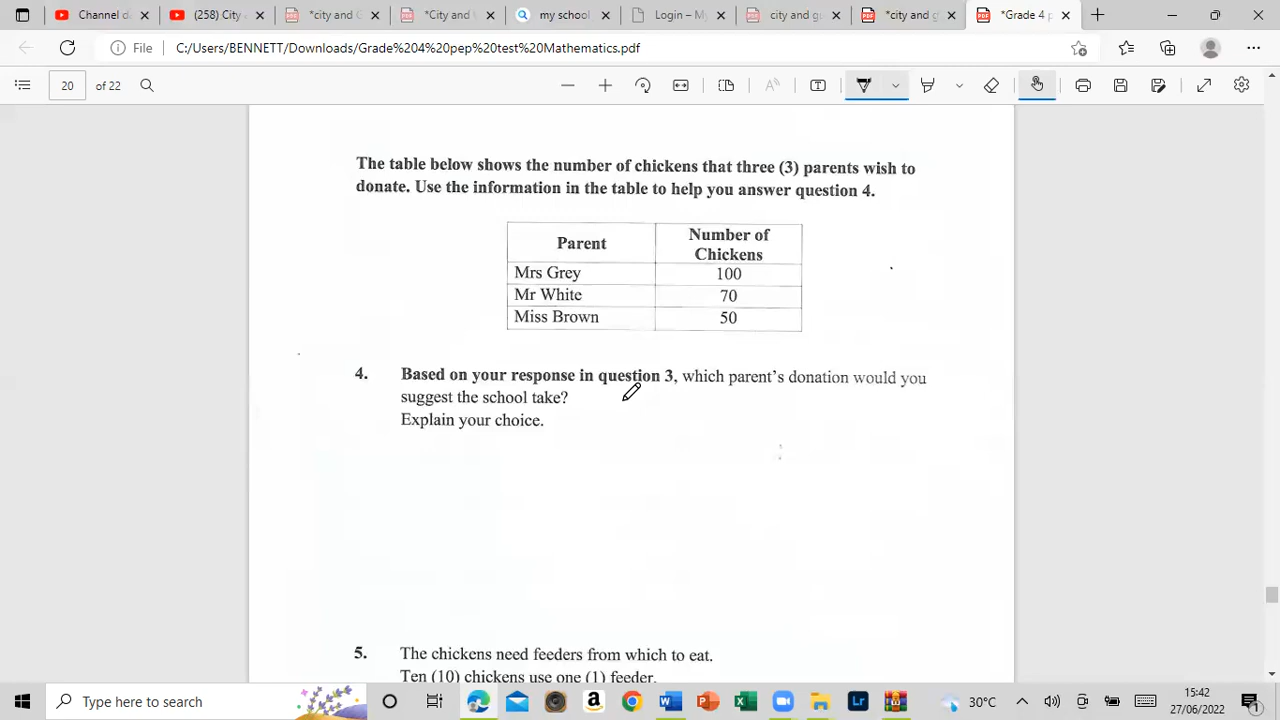 Channel c
(258) C
*city and G
*city and
my school
Login – M
city and g
*city and g
*Grade 4 p
File
C:/Users/BENNETT/Downloads/Grade%204%20pep%20test%20Mathematics.pdf
20 of 22
The table below shows the number of chickens that three (3) parents wish to
donate. Use the information in the table to help you answer question 4.
Parent
Number of
Chickens
Mrs Grey 100
Mr White 70
Miss Brown 50
4. Based on your response in question 3, which parent's donation would you
suggest the school take?
Explain your choice.
5. The chickens need feeders from which to eat.
Ten (10) chickens use one (1) feeder.
Type here to search
30°C
15:42
27/06/2022